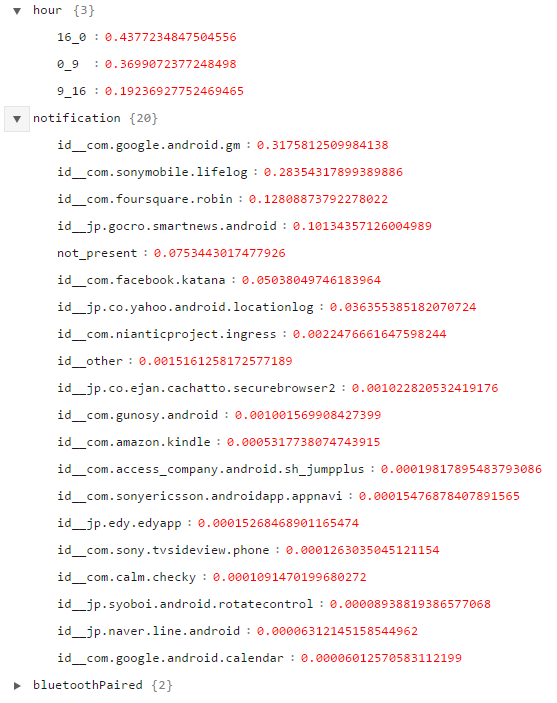 ▼ hour {3}
16_0 : 0.4377234847504556
0_9 : 0.3699072377248498
9_16 : 0.19236927752469465
▼ notification {20}
id__com.google.android.gm : 0.3175812509984138
id__com.sonymobile.lifelog : 0.28354317899389886
id__com.foursquare.robin : 0.12808873792278022
id__jp.gocro.smartnews.android : 0.10134357126004989
not_present : 0.0753443017477926
id__com.facebook.katana : 0.05038049746183964
id__jp.co.yahoo.android.locationlog : 0.036355385182070724
id__com.nianticproject.ingress : 0.0022476661647598244
id__other : 0.0015161258172577189
id__jp.co.ejan.cachatto.securebrowser2 : 0.001022820532419176
id__com.gunosy.android : 0.001001569908427399
id__com.amazon.kindle : 0.0005317738074743915
id__com.access_company.android.sh_jumpplus : 0.00019817895483793086
id__com.sonyericsson.androidapp.appnavi : 0.00015476878407891565
id__jp.edy.edyapp : 0.00015268468901165474
id__com.sony.tvsideview.phone : 0.0001263035045121154
id__com.calm.checky : 0.0001091470199680272
id__jp.syoboi.android.rotatecontrol : 0.00008938819386577068
id__jp.naver.line.android : 0.00006312145158544962
id__com.google.android.calendar : 0.00006012570583112199
▶ bluetoothPaired {2}